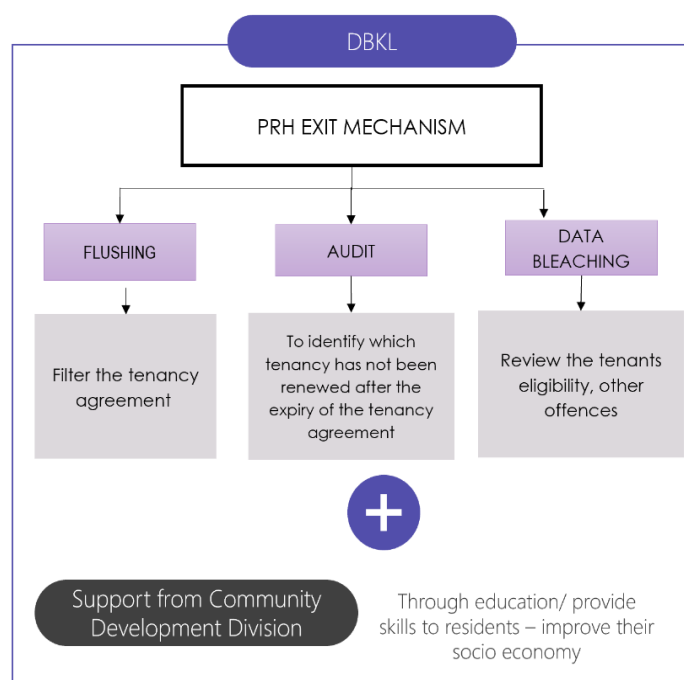 DBKL
PRH EXIT MECHANISM
FLUSHING
AUDIT
DATA
BLEACHING
Filter the tenancy
agreement
To identify which
tenancy has not been
renewed after the
expiry of the tenancy
agreement
Review the tenants
eligibility, other
offences
+
Support from Community
Development Division
Through education/ provide
skills to residents – improve their
socio economy